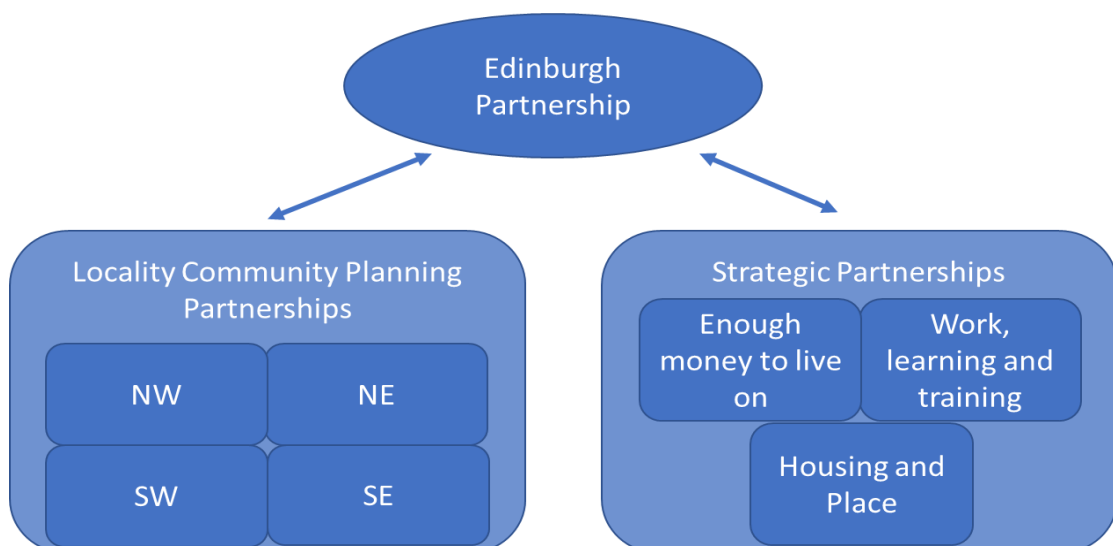 Edinburgh
Partnership
Locality Community Planning
Partnerships
NW
NE
SW
SE
Strategic Partnerships
Enough
money to live
on
Work,
learning and
training
Housing and
Place